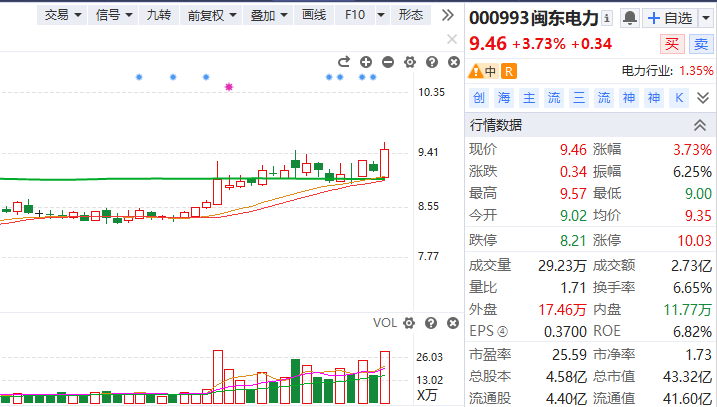 交易 信号 九转 前复权 叠加 画线 F10 形态
000993闽东电力 自选
9.46 +3.73% +0.34 买 卖
中 R 电力行业: 1.35%
创 海 主 流 三 流 神 神 K
行情数据
现价 9.46 涨幅 3.73%
涨跌 0.34 振幅 6.25%
最高 9.57 最低 9.00
今开 9.02 均价 9.35
跌停 8.21 涨停 10.03
成交量 29.23万 成交额 2.73亿
量比 1.71 换手率 6.65%
外盘 17.46万 内盘 11.77万
EPS ④ 0.3700 ROE 6.82%
市盈率 25.59 市净率 1.73
总股本 4.58亿 总市值 43.32亿
流通股 4.40亿 流通值 41.60亿
10.35
9.41
8.55
7.77
VOL
26.03
13.02
X万